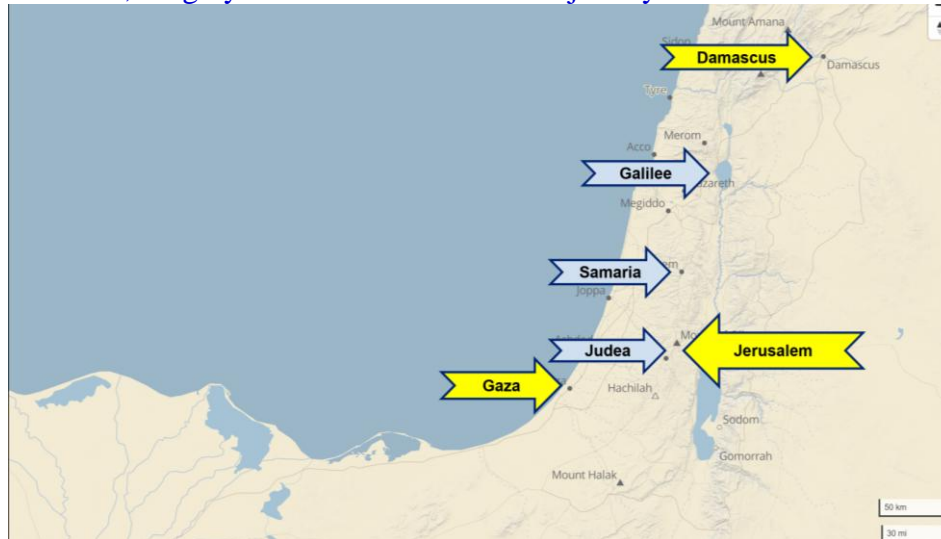 Mount Amana
Damascus
Damascus
Tyre
Merom
Acco
Galilee
Megiddo
Samaria
Joppa
Judea
Jerusalem
Gaza
Hachilah
Sodom
Gomorrah
Mount Halak
50 km
30 mi